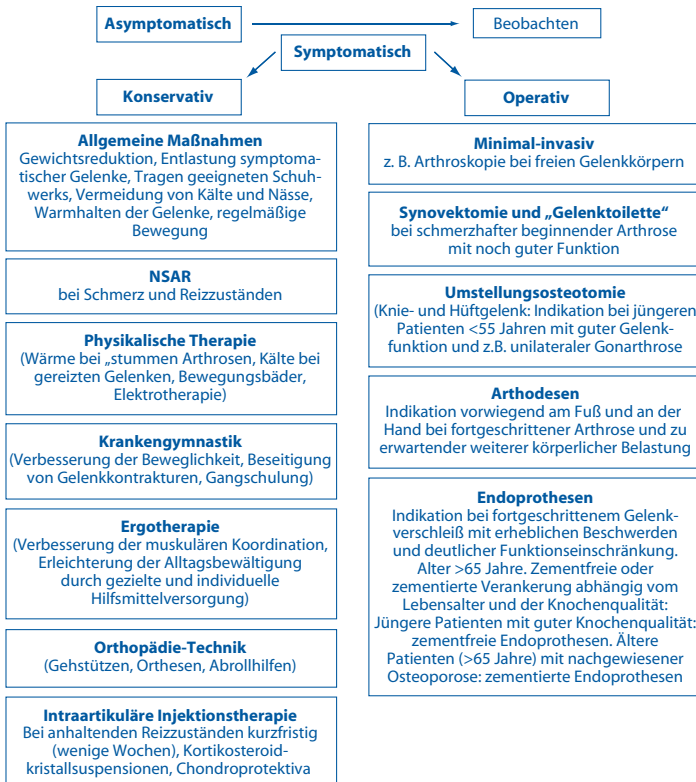 Asymptomatisch
Beobachten
Symptomatisch
Konservativ
Operativ
Allgemeine Maßnahmen
Gewichtsreduktion, Entlastung symptoma-
tischer Gelenke, Tragen geeigneten Schuh-
werks, Vermeidung von Kälte und Nässe,
Warmhalten der Gelenke, regelmäßige
Bewegung
NSAR
bei Schmerz und Reizzuständen
Physikalische Therapie
(Wärme bei „stummen Arthrosen, Kälte bei
gereizten Gelenken, Bewegungsbäder,
Elektrotherapie)
Krankengymnastik
(Verbesserung der Beweglichkeit, Beseitigung
von Gelenkkontrakturen, Gangschulung)
Ergotherapie
(Verbesserung der muskulären Koordination,
Erleichterung der Alltagsbewältigung
durch gezielte und individuelle
Hilfsmittelversorgung)
Orthopädie-Technik
(Gehstützen, Orthesen, Abrollhilfen)
Intraartikuläre Injektionstherapie
Bei anhaltenden Reizzuständen kurzfristig
(wenige Wochen), Kortikosteroid-
kristallsuspensionen, Chondroprotektiva
Minimal-invasiv
z. B. Arthroskopie bei freien Gelenkkörpern
Synovektomie und „Gelenktoilette“
bei schmerzhafter beginnender Arthrose
mit noch guter Funktion
Umstellungsosteotomie
(Knie- und Hüftgelenk: Indikation bei jüngeren
Patienten <55 Jahren mit guter Gelenk-
funktion und z.B. unilateraler Gonarthrose
Arthodesen
Indikation vorwiegend am Fuß und an der
Hand bei fortgeschrittener Arthrose und zu
erwartender weiterer körperlicher Belastung
Endoprothesen
Indikation bei fortgeschrittenem Gelenk-
verschleiß mit erheblichen Beschwerden
und deutlicher Funktionseinschränkung.
Alter >65 Jahre. Zementfreie oder
zementierte Verankerung abhängig vom
Lebensalter und der Knochenqualität:
Jüngere Patienten mit guter Knochenqualität:
zementfreie Endoprothesen. Ältere
Patienten (>65 Jahre) mit nachgewiesener
Osteoporose: zementierte Endoprothesen